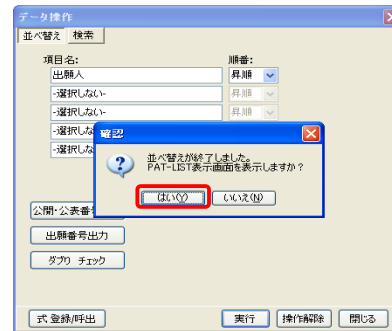 データ操作
並べ替え 検索
項目名: 順番:
出願人 昇順
-選択しない- 昇順
-選択しない- 昇順
-選択しな
-選択しな
確認
並べ替えが終了しました。
PAT-LIST表示画面を表示しますか？
はい(Y) いいえ(N)
公開・公表番
出願番号出力
ダブリ チェック
式 登録/呼出 実行 操作解除 閉じる